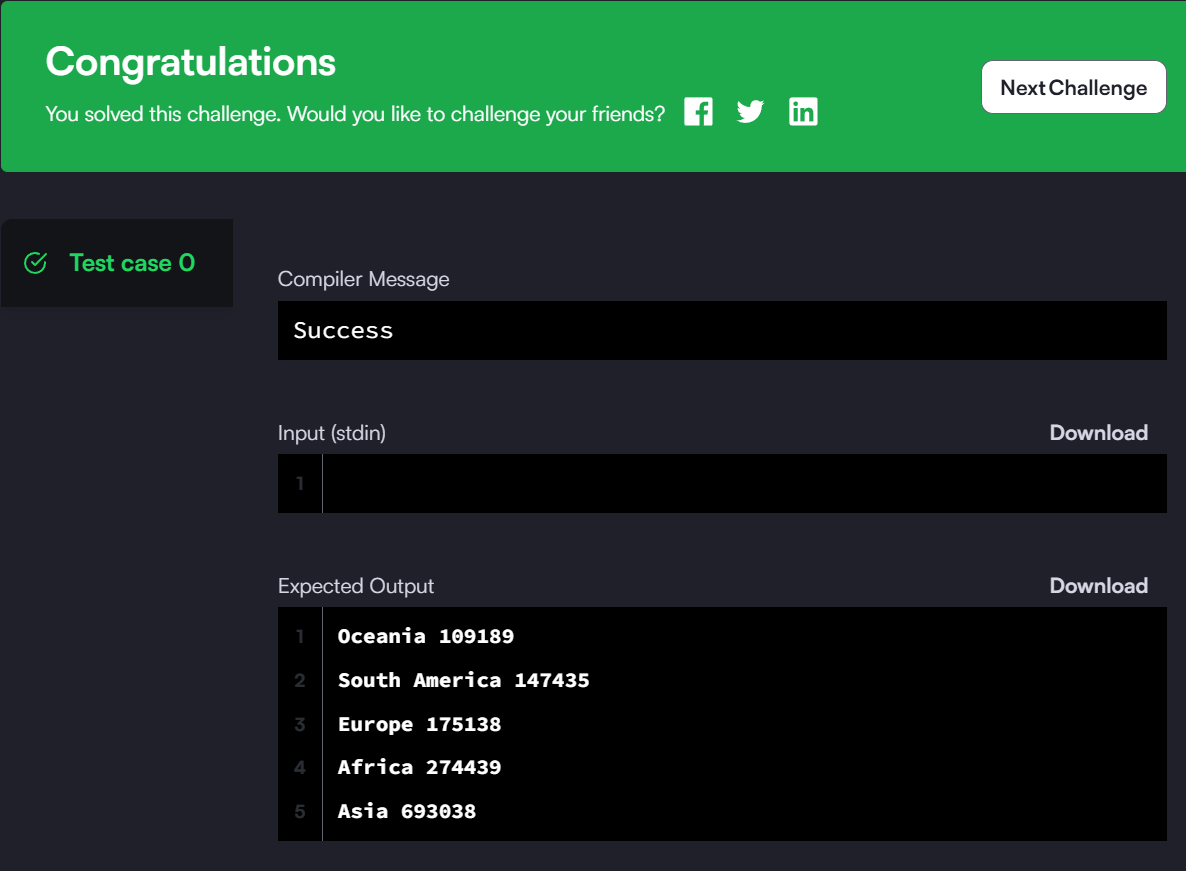 Congratulations
You solved this challenge. Would you like to challenge your friends?
Next Challenge
Test case 0
Compiler Message
Success
Input (stdin)
Download
1
Expected Output
Download
1 Oceania 109189
2 South America 147435
3 Europe 175138
4 Africa 274439
5 Asia 693038